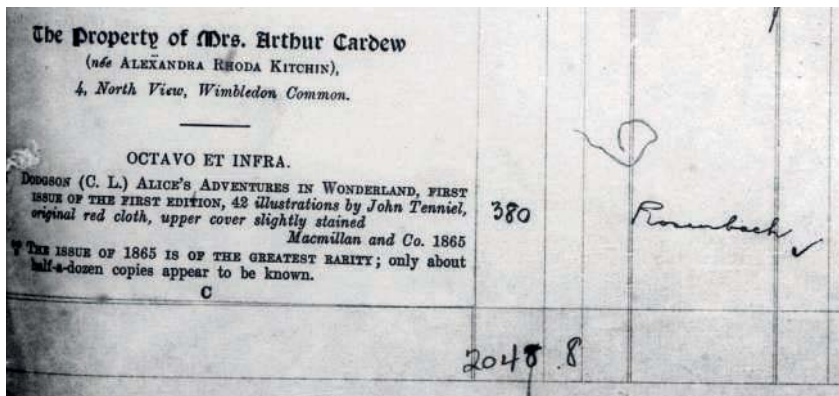 The Property of Mrs. Arthur Cardew
(née ALEXANDRA RHODA KITCHIN),
4, North View, Wimbledon Common.
OCTAVO ET INFRA.
DODGSON (C. L.) ALICE'S ADVENTURES IN WONDERLAND, FIRST
ISSUE OF THE FIRST EDITION, 42 illustrations by John Tenniel,
original red cloth, upper cover slightly stained
Macmillan and Co. 1865
380 Rosenbach ✓
THE ISSUE OF 1865 IS OF THE GREATEST RARITY; only about
half-a-dozen copies appear to be known.
C
8